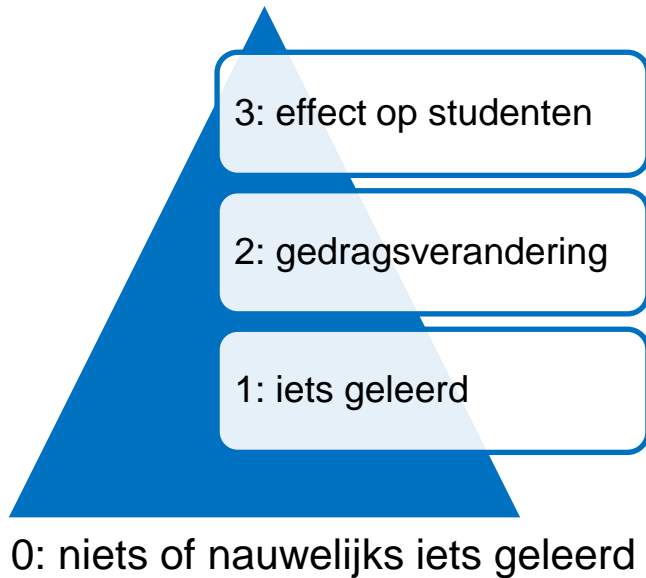 3: effect op studenten
2: gedragsverandering
1: iets geleerd
0: niets of nauwelijks iets geleerd